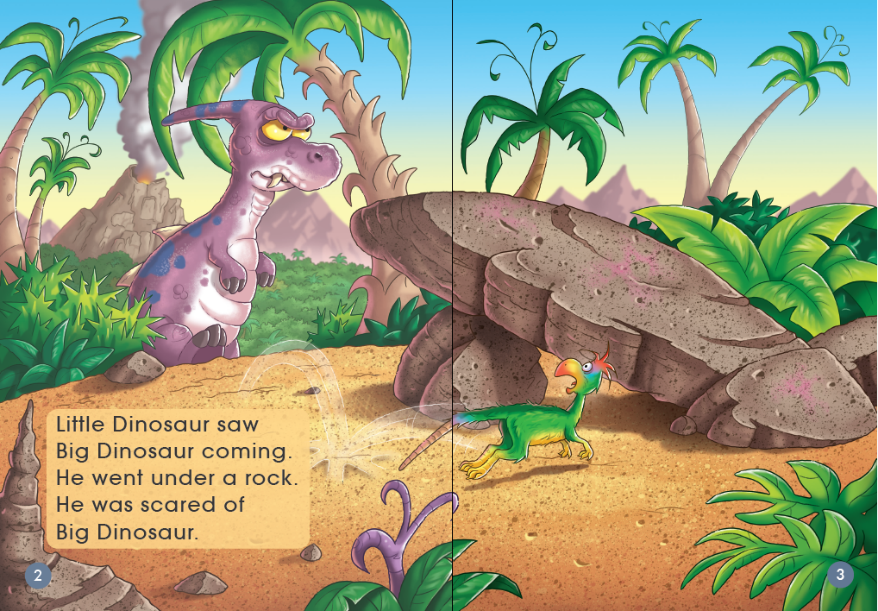 Little Dinosaur saw
Big Dinosaur coming.
He went under a rock.
He was scared of
Big Dinosaur.
2
3